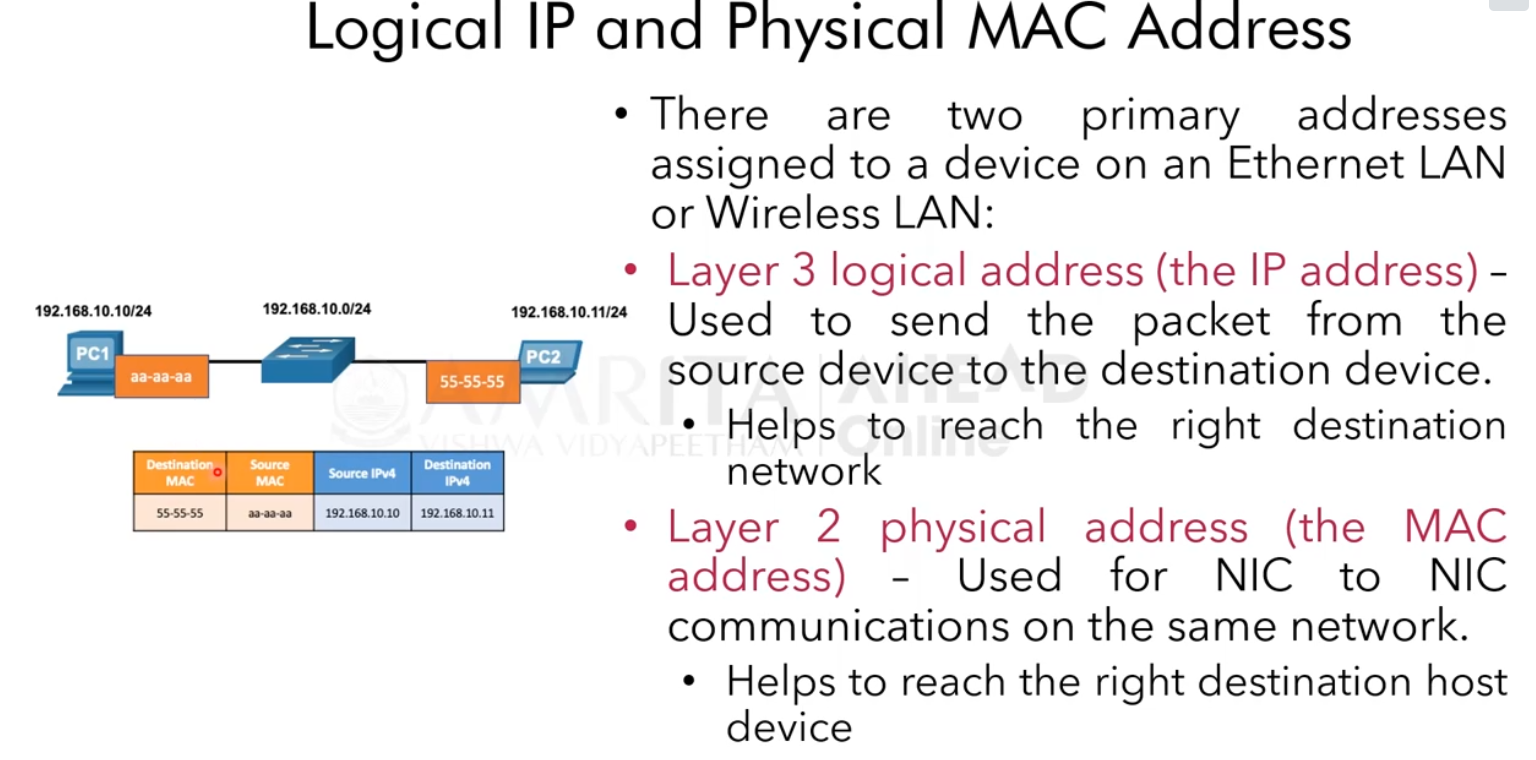 Logical IP and Physical MAC Address
• There are two primary addresses
assigned to a device on an Ethernet LAN
or Wireless LAN:
• Layer 3 logical address (the IP address) –
Used to send the packet from the
source device to the destination device.
• Helps to reach the right destination
network
• Layer 2 physical address (the MAC
address) – Used for NIC to NIC
communications on the same network.
• Helps to reach the right destination host
device
192.168.10.10/24
192.168.10.0/24
192.168.10.11/24
PC1
aa-aa-aa
55-55-55
PC2
Destination MAC
Source MAC
Source IPv4
Destination IPv4
55-55-55
aa-aa-aa
192.168.10.10
192.168.10.11
AMRITA
VISHWA VIDYAPEETHAM
AHEAD
Online